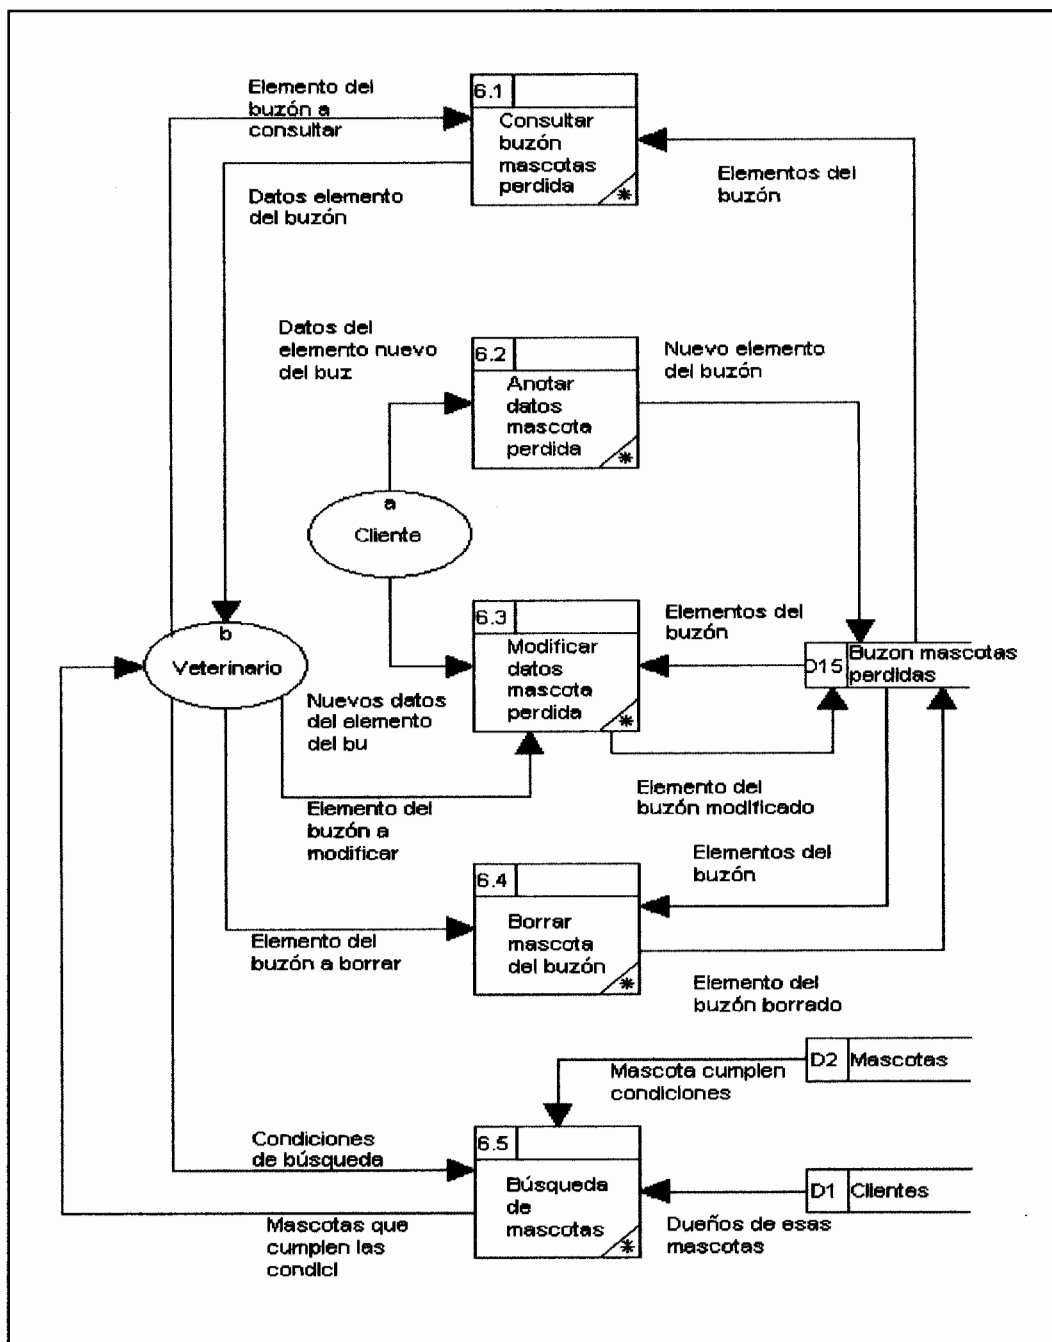 Elemento del
buzón a
consultar
6.1
Consultar
buzón
mascotas
perdida
*
Elementos del
buzón
Datos elemento
del buzón
Datos del
elemento nuevo
del buz
6.2
Anotar
datos
mascota
perdida
*
Nuevo elemento
del buzón
a
Cliente
b
Veterinario
6.3
Modificar
datos
mascota
perdida
*
Elementos del
buzón
D15
Buzon mascotas
perdidas
Nuevos datos
del elemento
del bu
Elemento del
buzón a
modificar
Elemento del
buzón modificado
6.4
Borrar
mascota
del buzón
*
Elementos del
buzón
Elemento del
buzón a borrar
Elemento del
buzón borrado
D2
Mascotas
Mascota cumplen
condiciones
Condiciones
de búsqueda
6.5
Búsqueda
de
mascotas
*
D1
Clientes
Mascotas que
cumplen las
condici
Dueños de esas
mascotas